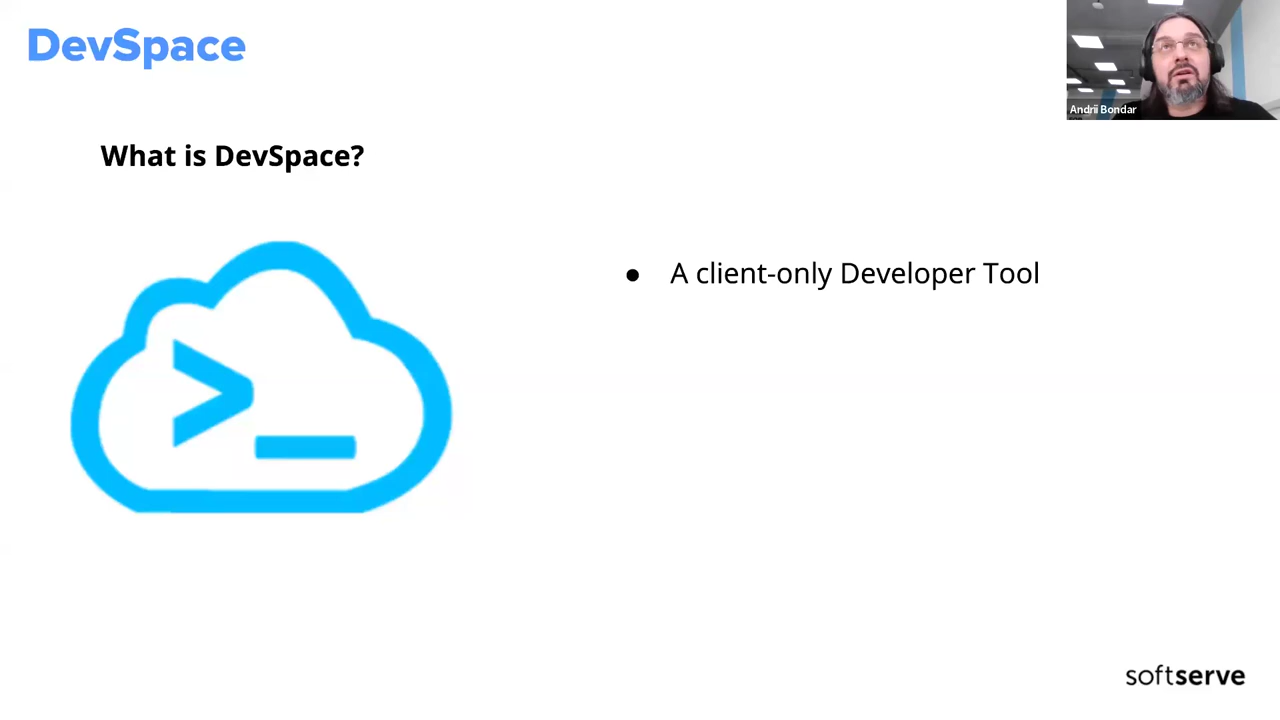 DevSpace
Andrii Bondar
What is DevSpace?
● A client-only Developer Tool
>_
softserve